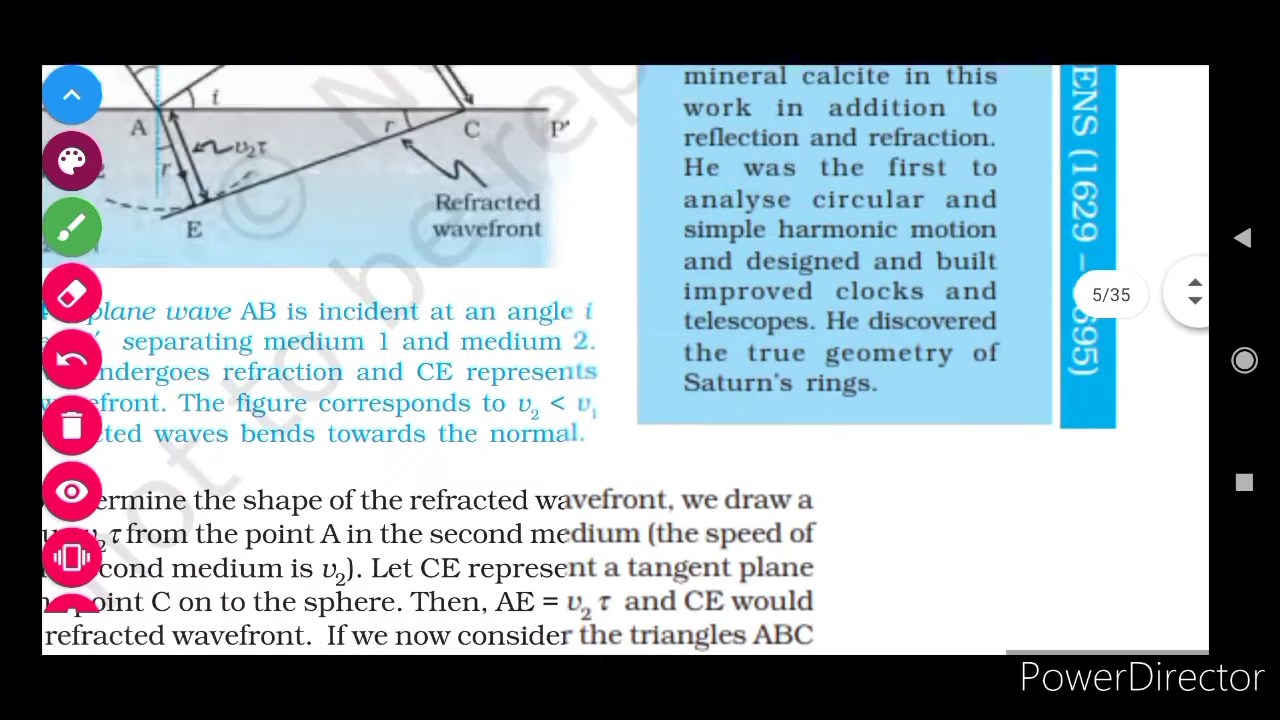 i
A
r
C
P'
v₂τ
r
E
Refracted
wavefront
plane wave AB is incident at an angle i
separating medium 1 and medium 2.
ndergoes refraction and CE represents
efront. The figure corresponds to v₂ < v₁
cted waves bends towards the normal.
mineral calcite in this
work in addition to
reflection and refraction.
He was the first to
analyse circular and
simple harmonic motion
and designed and built
improved clocks and
telescopes. He discovered
the true geometry of
Saturn's rings.
ENS (1629 – 1695)
5/35
ermine the shape of the refracted wavefront, we draw a
v₂τ from the point A in the second medium (the speed of
cond medium is v₂). Let CE represent a tangent plane
oint C on to the sphere. Then, AE = v₂ τ and CE would
refracted wavefront. If we now consider the triangles ABC
PowerDirector